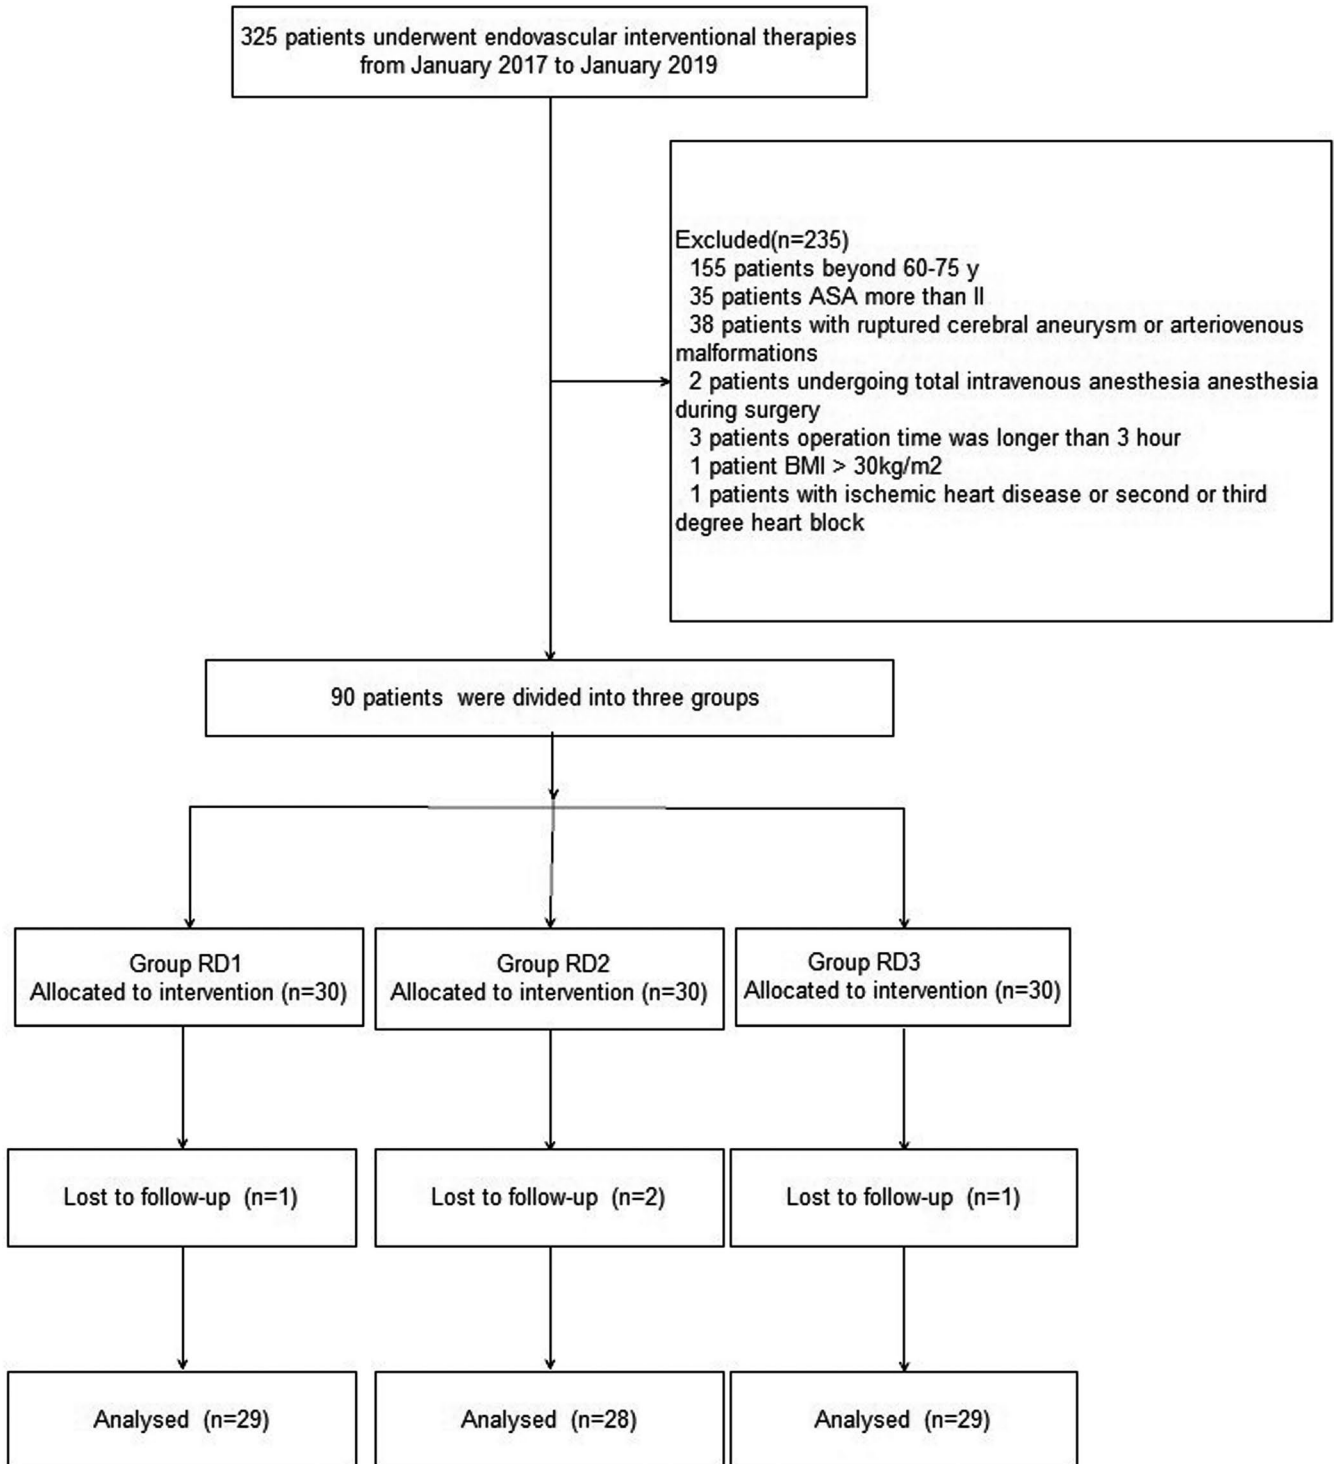 325 patients underwent endovascular interventional therapies
from January 2017 to January 2019
Excluded(n=235)
155 patients beyond 60-75 y
35 patients ASA more than II
38 patients with ruptured cerebral aneurysm or arteriovenous
malformations
2 patients undergoing total intravenous anesthesia anesthesia
during surgery
3 patients operation time was longer than 3 hour
1 patient BMI > 30kg/m2
1 patients with ischemic heart disease or second or third
degree heart block
90 patients were divided into three groups
Group RD1
Allocated to intervention (n=30)
Group RD2
Allocated to intervention (n=30)
Group RD3
Allocated to intervention (n=30)
Lost to follow-up (n=1)
Lost to follow-up (n=2)
Lost to follow-up (n=1)
Analysed (n=29)
Analysed (n=28)
Analysed (n=29)